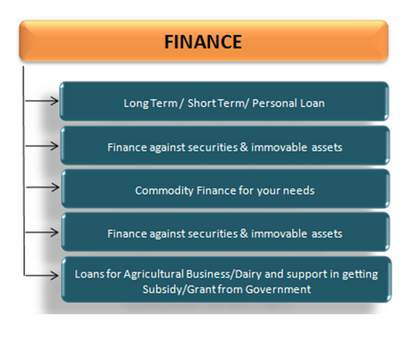 FINANCE
Long Term / Short Term/ Personal Loan
Finance against securities & immovable assets
Commodity Finance for your needs
Finance against securities & immovable assets
Loans for Agricultural Business/Dairy and support in getting
Subsidy/Grant from Government